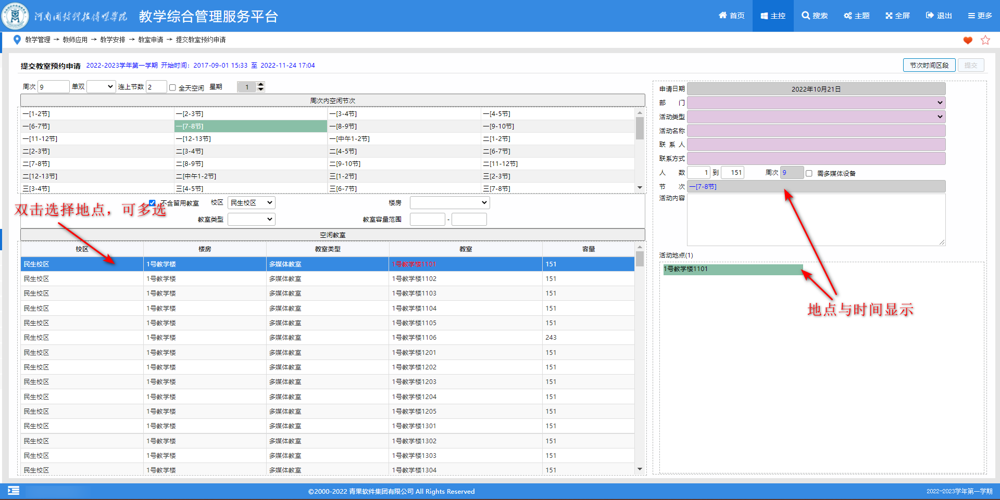 河南开封科技传媒学院 教学综合管理服务平台 首页 主控 搜索 主题 全屏 退出 更多
教学管理 → 教师应用 → 教学安排 → 教室申请 → 提交教室预约申请
提交教室预约申请 2022-2023学年第一学期 开始时间：2017-09-01 15:33 至 2022-11-24 17:04 节次时间区段 提交
周次 9 单双 连上节数 2 全天空闲 星期 1
周次内空闲节次
一[1-2节] 一[2-3节] 一[3-4节] 一[4-5节]
一[6-7节] 一[7-8节] 一[8-9节] 一[9-10节]
一[11-12节] 一[12-13节] 一[中午1-2节] 二[1-2节]
二[2-3节] 二[3-4节] 二[4-5节] 二[6-7节]
二[7-8节] 二[8-9节] 二[9-10节] 二[11-12节]
二[12-13节] 二[中午1-2节] 三[1-2节] 三[2-3节]
三[3-4节] 三[4-5节] 三[6-7节] 三[7-8节]
不含留用教室 校区 民生校区 楼房
双击选择地点，可多选
教室类型 教室容量范围 -
空闲教室
校区 楼房 教室类型 教室 容量
民生校区 1号教学楼 多媒体教室 1号教学楼1101 151
民生校区 1号教学楼 多媒体教室 1号教学楼1102 151
民生校区 1号教学楼 多媒体教室 1号教学楼1103 151
民生校区 1号教学楼 多媒体教室 1号教学楼1104 151
民生校区 1号教学楼 多媒体教室 1号教学楼1105 151
民生校区 1号教学楼 多媒体教室 1号教学楼1106 243
民生校区 1号教学楼 多媒体教室 1号教学楼1201 151
民生校区 1号教学楼 多媒体教室 1号教学楼1202 151
民生校区 1号教学楼 多媒体教室 1号教学楼1203 151
民生校区 1号教学楼 多媒体教室 1号教学楼1204 151
民生校区 1号教学楼 多媒体教室 1号教学楼1205 151
民生校区 1号教学楼 多媒体教室 1号教学楼1301 151
民生校区 1号教学楼 多媒体教室 1号教学楼1302 151
民生校区 1号教学楼 多媒体教室 1号教学楼1303 151
民生校区 1号教学楼 多媒体教室 1号教学楼1304 151
申请日期 2022年10月21日
部 门
活动类型
活动名称
联 系 人
联系方式
人 数 1 到 151 周次 9 需多媒体设备
节 次 一[7-8节]
活动内容
活动地点(1)
1号教学楼1101
地点与时间显示
©2000-2022 青果软件集团有限公司 All Rights Reserved 2022-2023学年第一学期